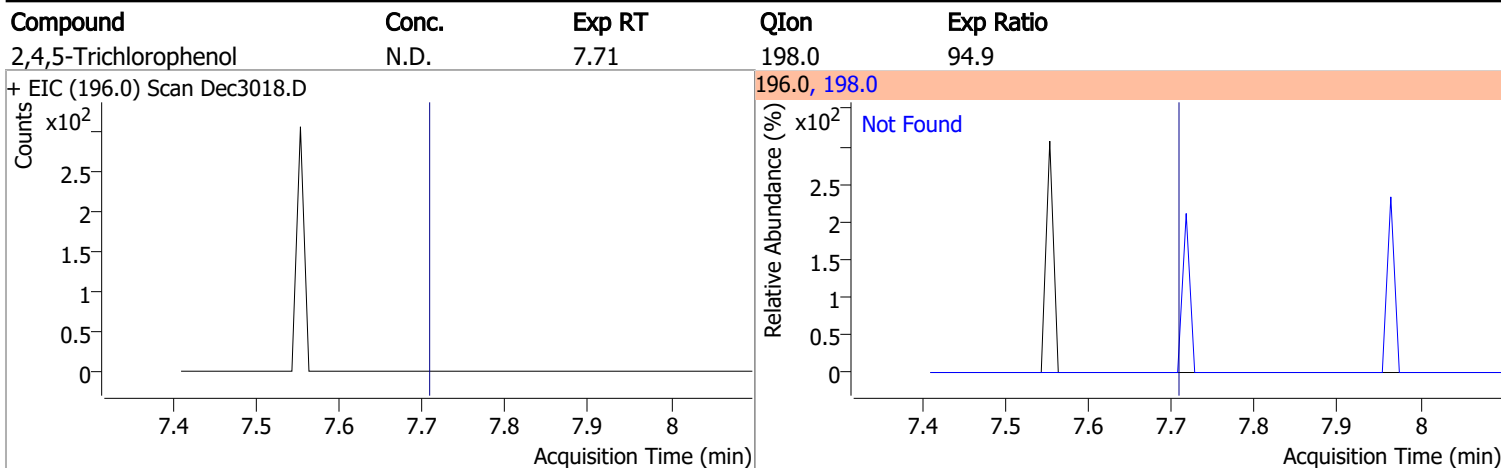 Compound Conc. Exp RT QIon Exp Ratio
2,4,5-Trichlorophenol N.D. 7.71 198.0 94.9
+ EIC (196.0) Scan Dec3018.D
Counts
x10²
2.5
2
1.5
1
0.5
0
7.4 7.5 7.6 7.7 7.8 7.9 8
Acquisition Time (min)
196.0, 198.0
Relative Abundance (%)
x10²
Not Found
2.5
2
1.5
1
0.5
0
7.4 7.5 7.6 7.7 7.8 7.9 8
Acquisition Time (min)